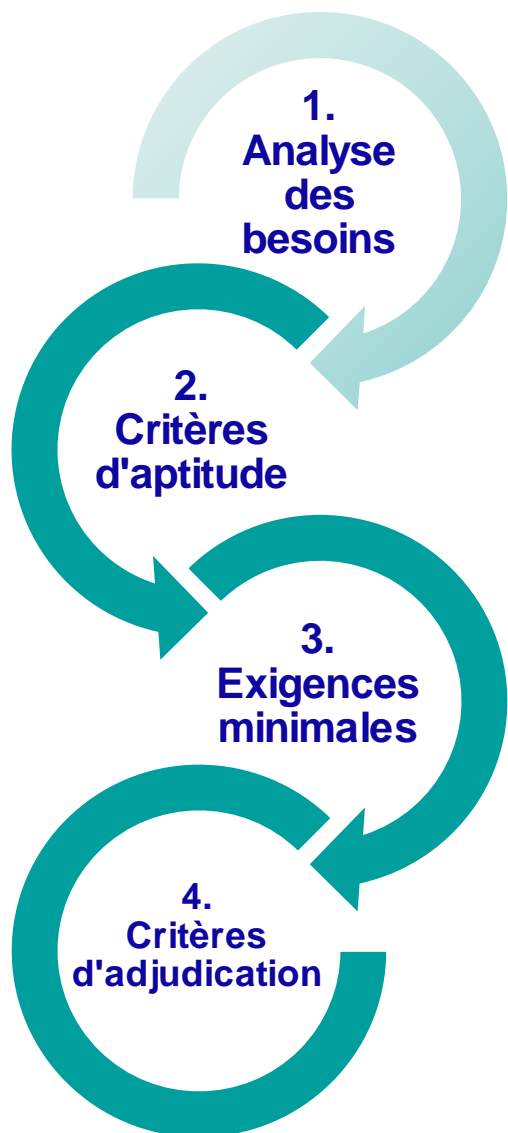 1.
Analyse
des
besoins
2.
Critères
d'aptitude
3.
Exigences
minimales
4.
Critères
d'adjudication